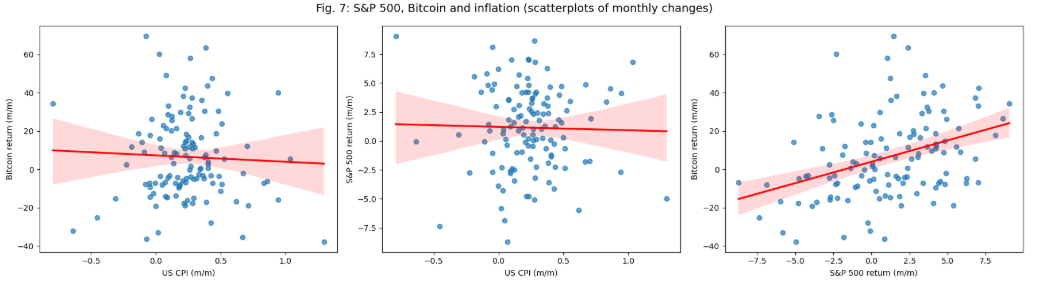 Fig. 7: S&P 500, Bitcoin and inflation (scatterplots of monthly changes)
Bitcoin return (m/m)
60
40
20
0
−20
−40
−0.5 0.0 0.5 1.0
US CPI (m/m)
S&P 500 return (m/m)
7.5
5.0
2.5
0.0
−2.5
−5.0
−7.5
−0.5 0.0 0.5 1.0
US CPI (m/m)
Bitcoin return (m/m)
60
40
20
0
−20
−40
−7.5 −5.0 −2.5 0.0 2.5 5.0 7.5
S&P 500 return (m/m)